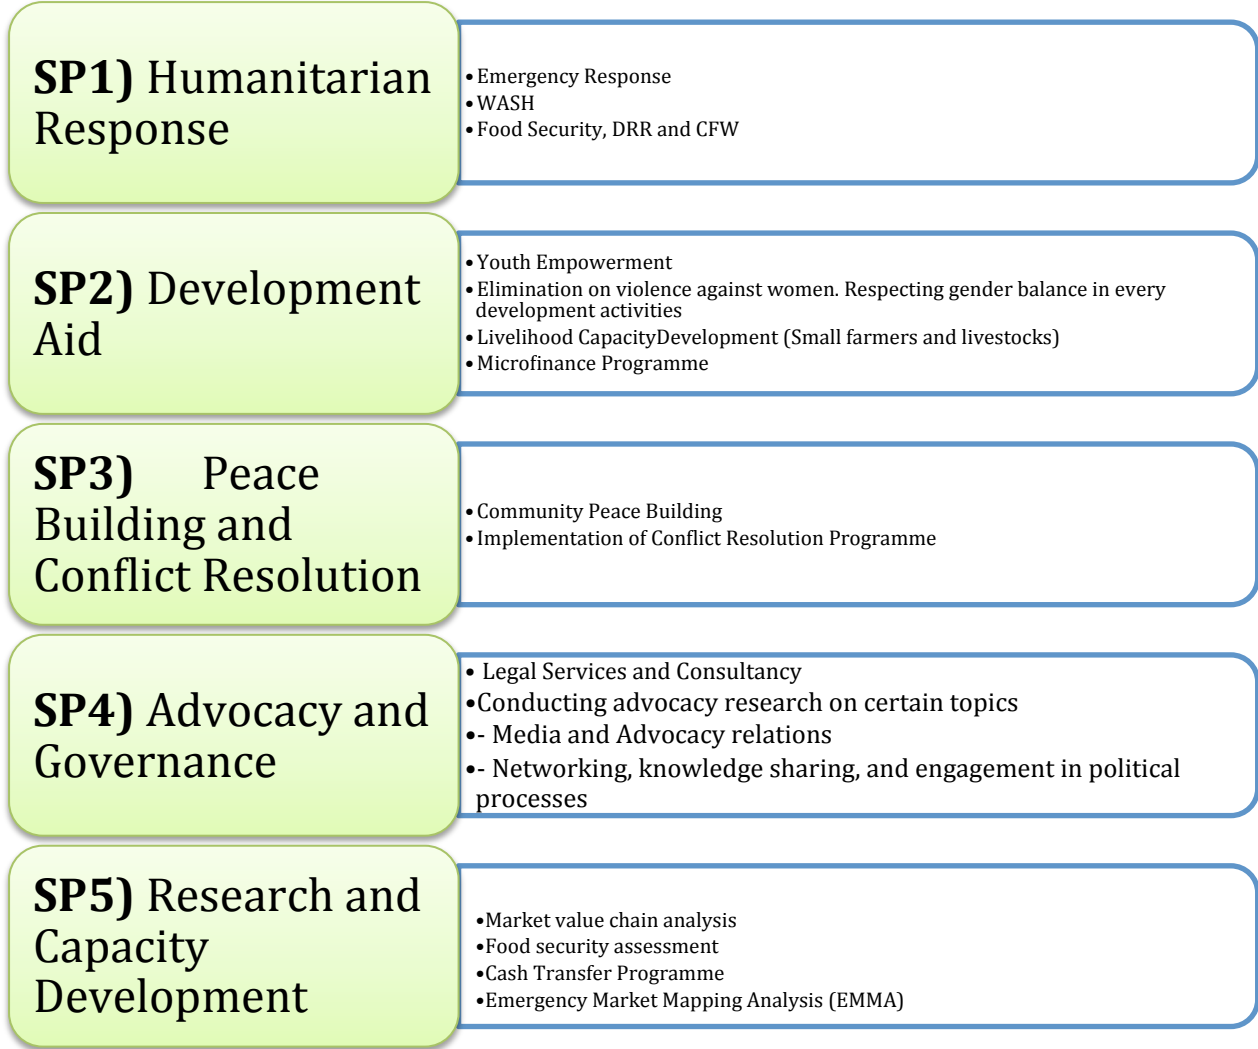 SP1) Humanitarian
Response
•Emergency Response
•WASH
•Food Security, DRR and CFW
SP2) Development
Aid
•Youth Empowerment
•Elimination on violence against women. Respecting gender balance in every
development activities
•Livelihood CapacityDevelopment (Small farmers and livestocks)
•Microfinance Programme
SP3) Peace
Building and
Conflict Resolution
•Community Peace Building
•Implementation of Conflict Resolution Programme
SP4) Advocacy and
Governance
• Legal Services and Consultancy
•Conducting advocacy research on certain topics
•- Media and Advocacy relations
•- Networking, knowledge sharing, and engagement in political
processes
SP5) Research and
Capacity
Development
•Market value chain analysis
•Food security assessment
•Cash Transfer Programme
•Emergency Market Mapping Analysis (EMMA)